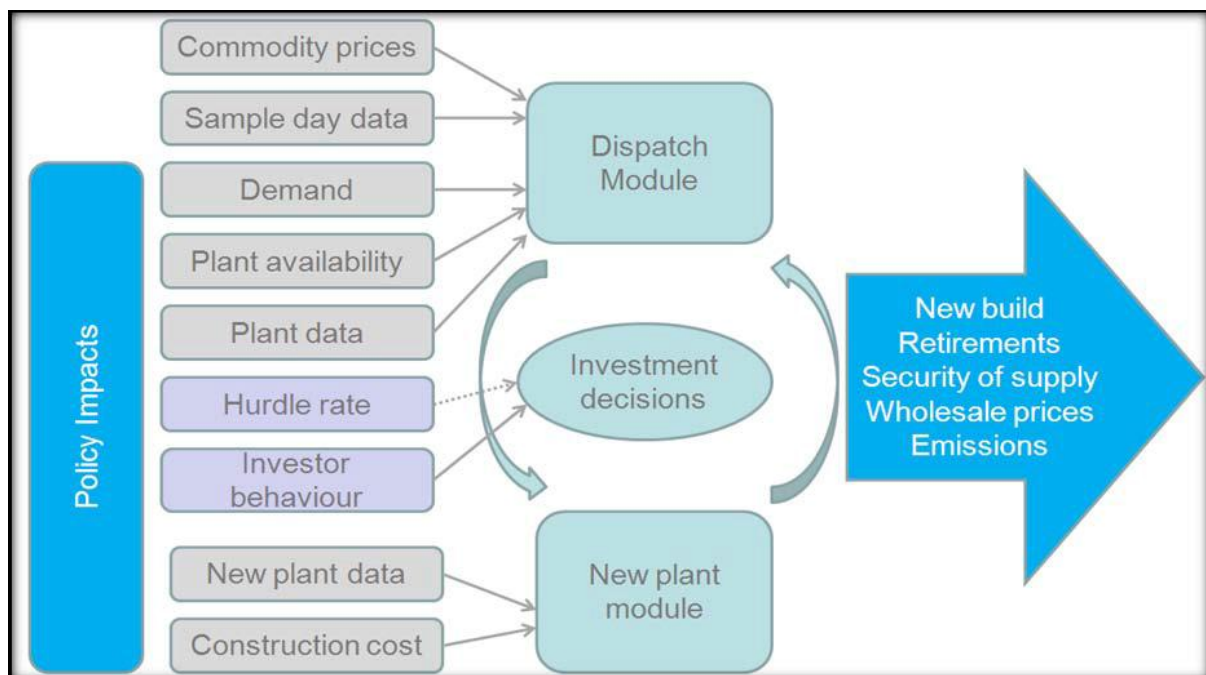 Policy Impacts
Commodity prices
Sample day data
Demand
Plant availability
Plant data
Hurdle rate
Investor
behaviour
New plant data
Construction cost
Dispatch
Module
Investment
decisions
New plant
module
New build
Retirements
Security of supply
Wholesale prices
Emissions